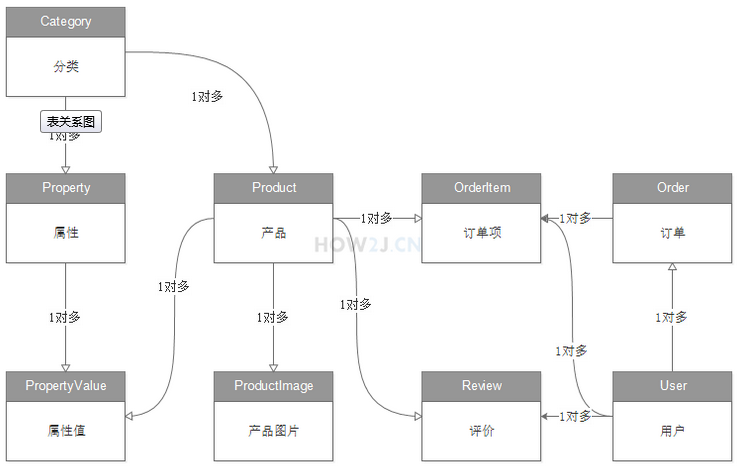 Category
分类
1对多
表关系图
1对多
Property
属性
Product
产品
1对多
OrderItem
订单项
1对多
Order
订单
HOW2J.CN
1对多
1对多
1对多
1对多
1对多
1对多
PropertyValue
属性值
ProductImage
产品图片
Review
评价
1对多
User
用户